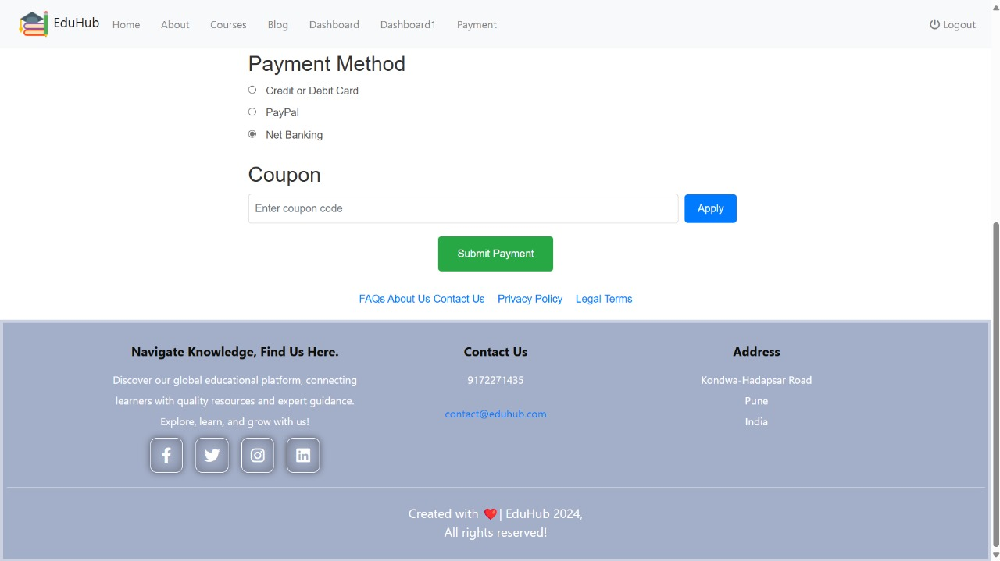 EduHub Home About Courses Blog Dashboard Dashboard1 Payment Logout
Payment Method
Credit or Debit Card
PayPal
Net Banking
Coupon
Enter coupon code Apply
Submit Payment
FAQs About Us Contact Us Privacy Policy Legal Terms
Navigate Knowledge, Find Us Here.
Discover our global educational platform, connecting
learners with quality resources and expert guidance.
Explore, learn, and grow with us!
Contact Us
9172271435
contact@eduhub.com
Address
Kondwa-Hadapsar Road
Pune
India
Created with ❤️| EduHub 2024,
All rights reserved!